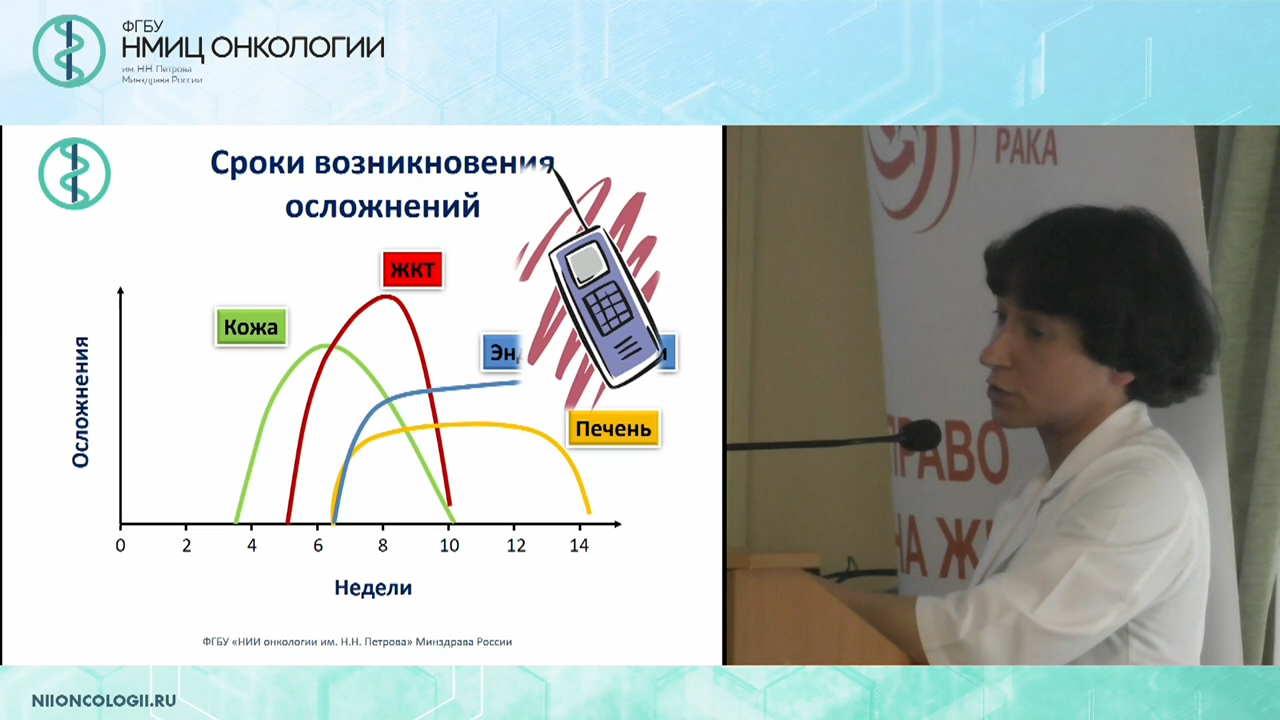 ФГБУ
НМИЦ ОНКОЛОГИИ
им. Н.Н. Петрова
Минздрава России
Сроки возникновения
осложнений
ЖКТ
Кожа
Печень
Осложнения
0 2 4 6 8 10 12 14
Недели
ФГБУ «НИИ онкологии им. Н.Н. Петрова» Минздрава России
РАКА
ПРАВО
НА
NIIONCOLOGII.RU